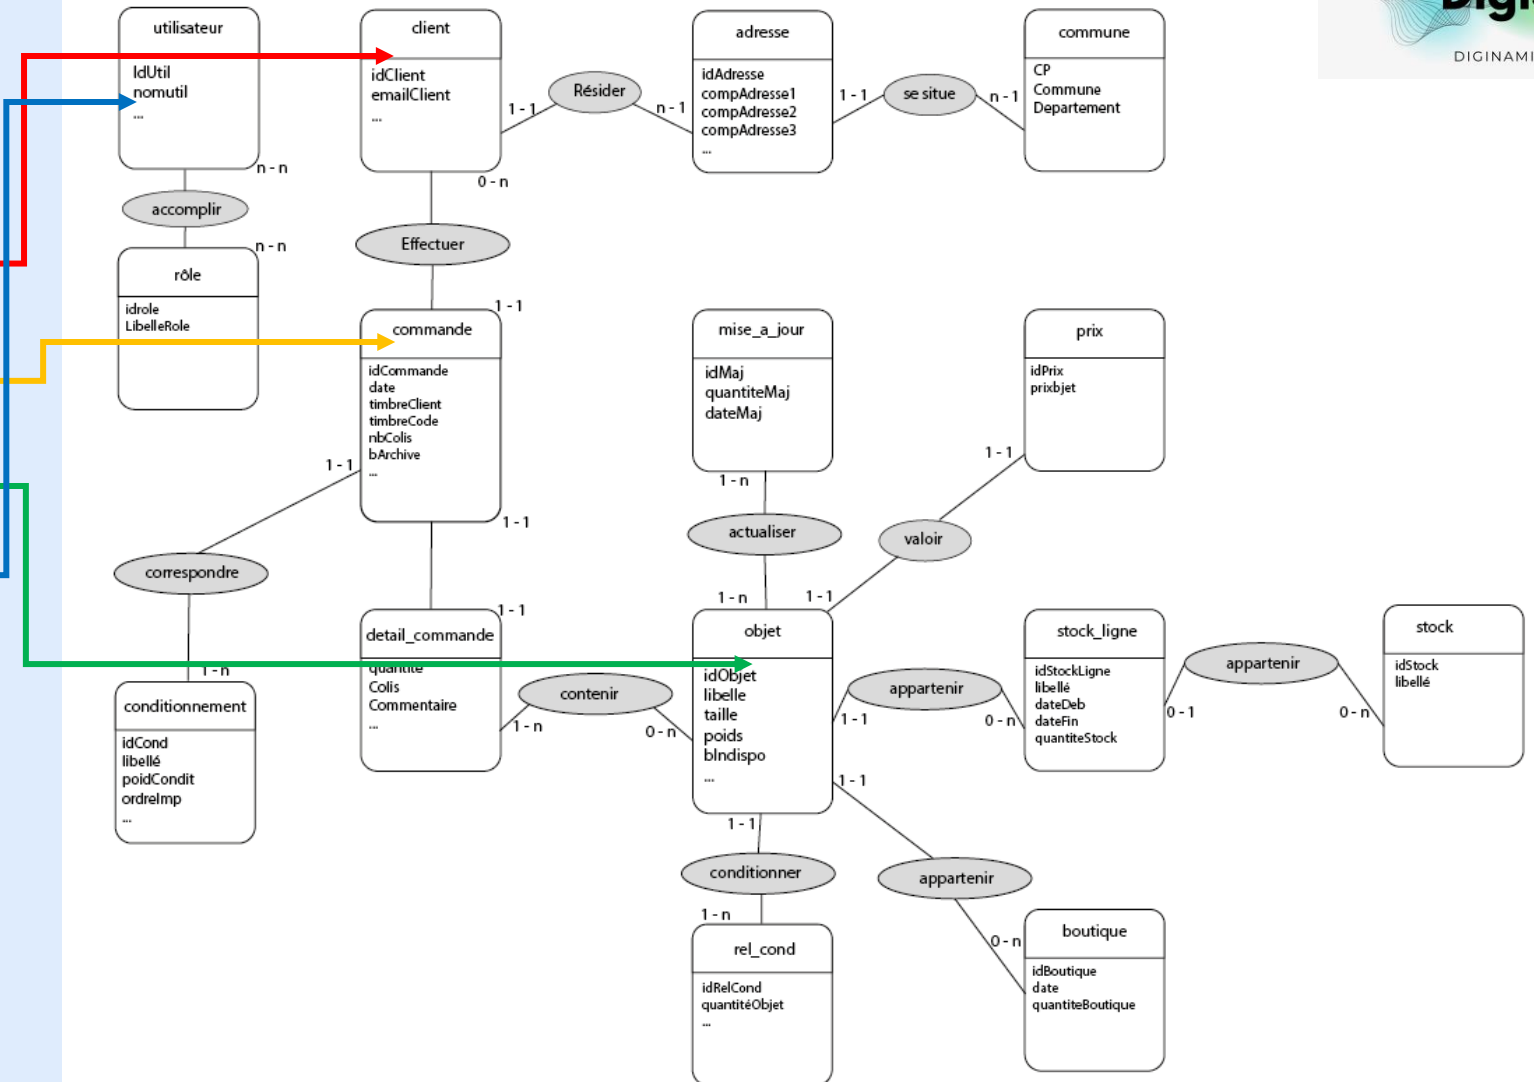 utilisateur
IdUtil
nomutil
...
n - n
accomplir
n - n
rôle
idrole
LibelleRole
client
idClient
emailClient
...
1 - 1
Résider
n - 1
adresse
idAdresse
compAdresse1
compAdresse2
compAdresse3
...
1 - 1
se situe
n - 1
commune
CP
Commune
Departement
DIGINAMI
0 - n
Effectuer
1 - 1
commande
idCommande
date
timbreClient
timbreCode
nbColis
bArchive
...
1 - 1
correspondre
1 - n
conditionnement
idCond
libellé
poidCondit
ordreImp
...
1 - 1
1 - 1
detail_commande
quantité
Colis
Commentaire
...
1 - n
contenir
0 - n
mise_a_jour
idMaj
quantiteMaj
dateMaj
1 - n
actualiser
1 - n
prix
idPrix
prixbjet
1 - 1
valoir
1 - 1
objet
idObjet
libelle
taille
poids
bIndispo
...
1 - 1
appartenir
0 - n
stock_ligne
idStockLigne
libellé
dateDeb
dateFin
quantiteStock
0 - 1
appartenir
0 - n
stock
idStock
libellé
1 - 1
conditionner
1 - n
rel_cond
idRelCond
quantitéObjet
...
1 - 1
appartenir
0 - n
boutique
idBoutique
date
quantiteBoutique